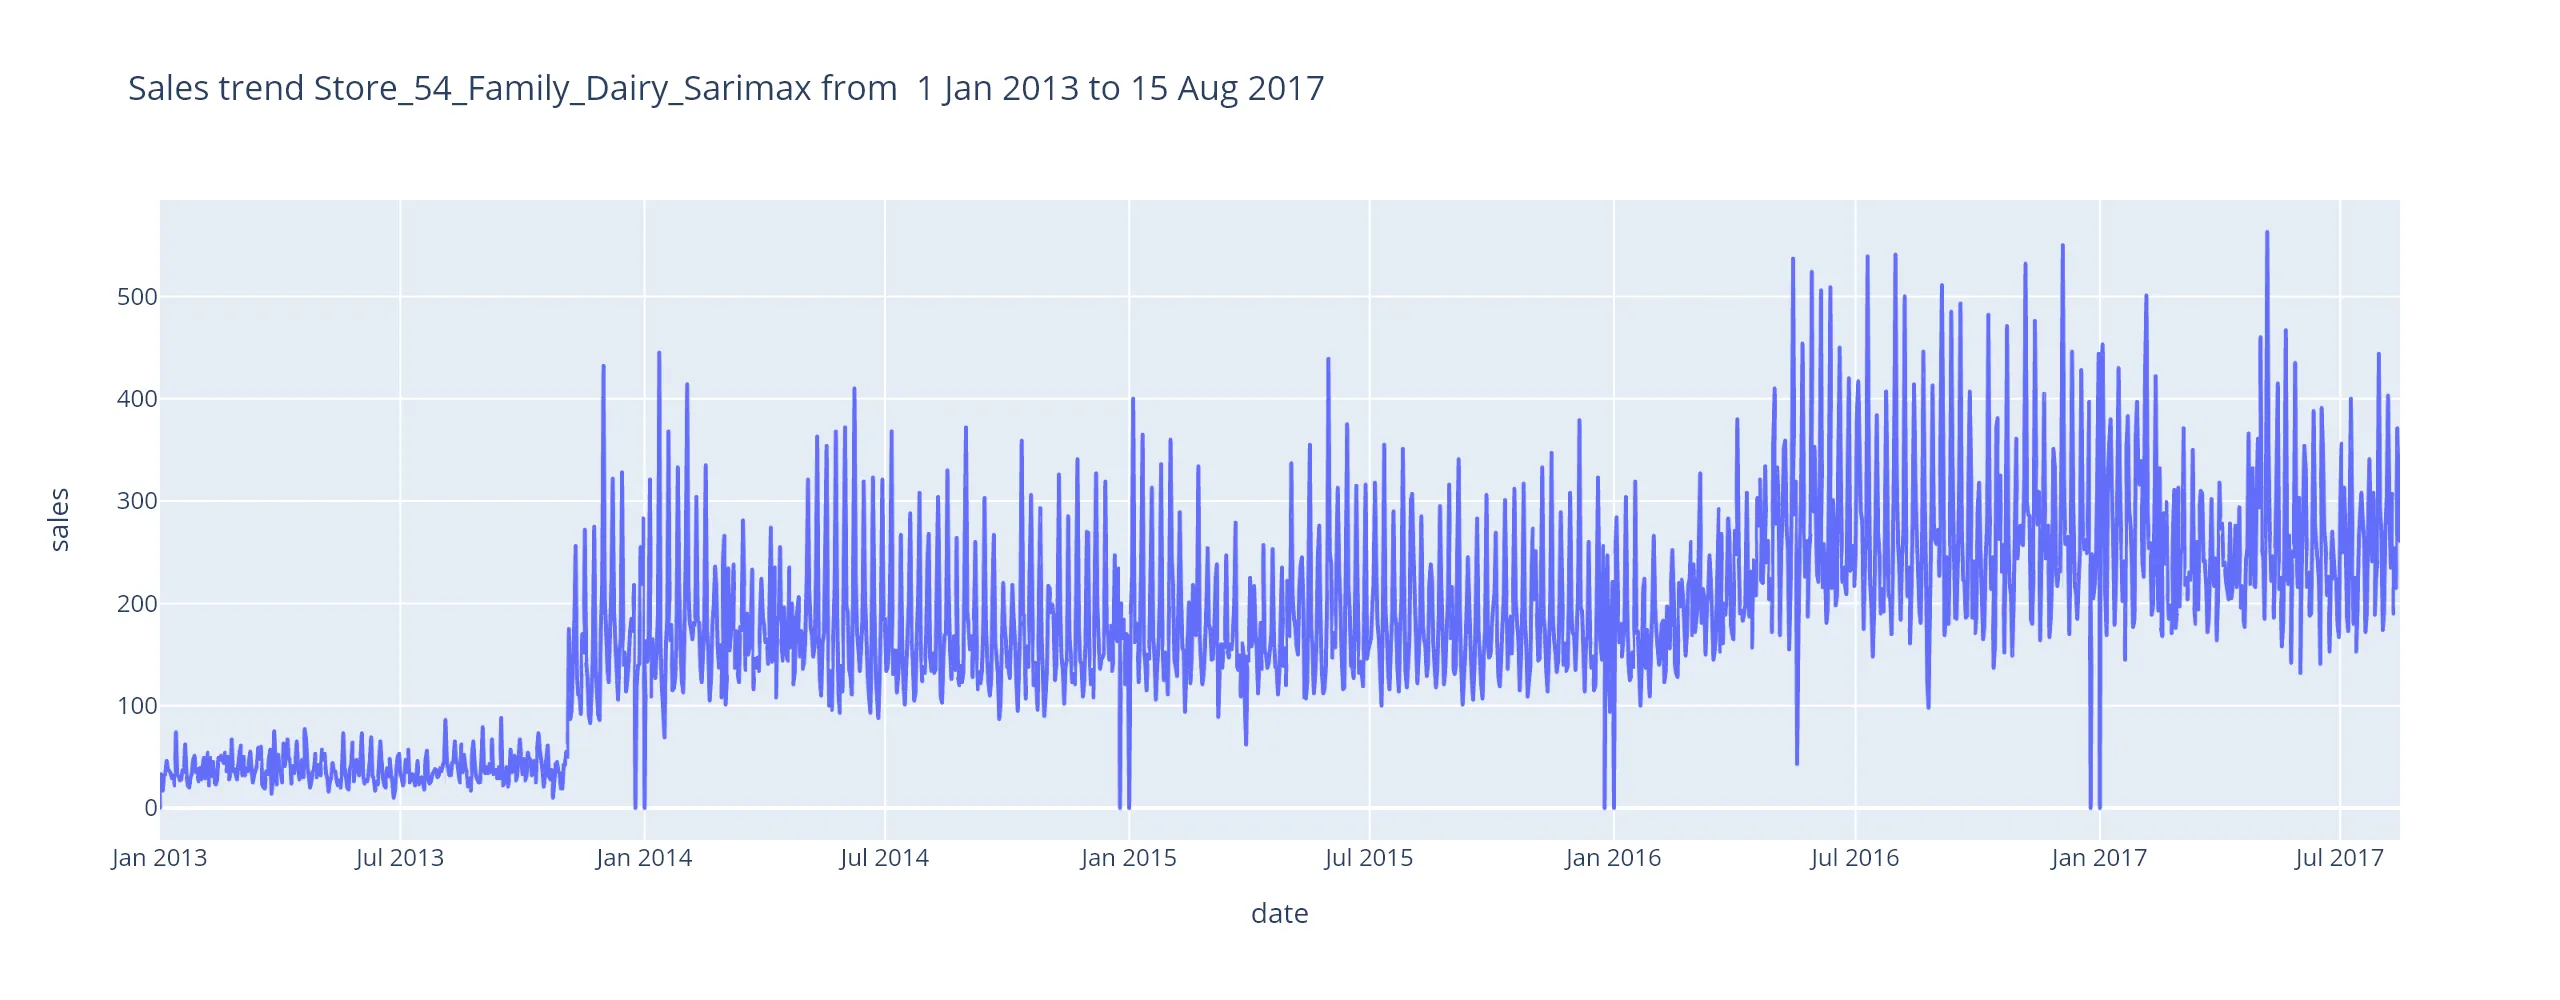 Sales trend Store_54_Family_Dairy_Sarimax from  1 Jan 2013 to 15 Aug 2017
sales
500
400
300
200
100
0
Jan 2013
Jul 2013
Jan 2014
Jul 2014
Jan 2015
Jul 2015
Jan 2016
Jul 2016
Jan 2017
Jul 2017
date